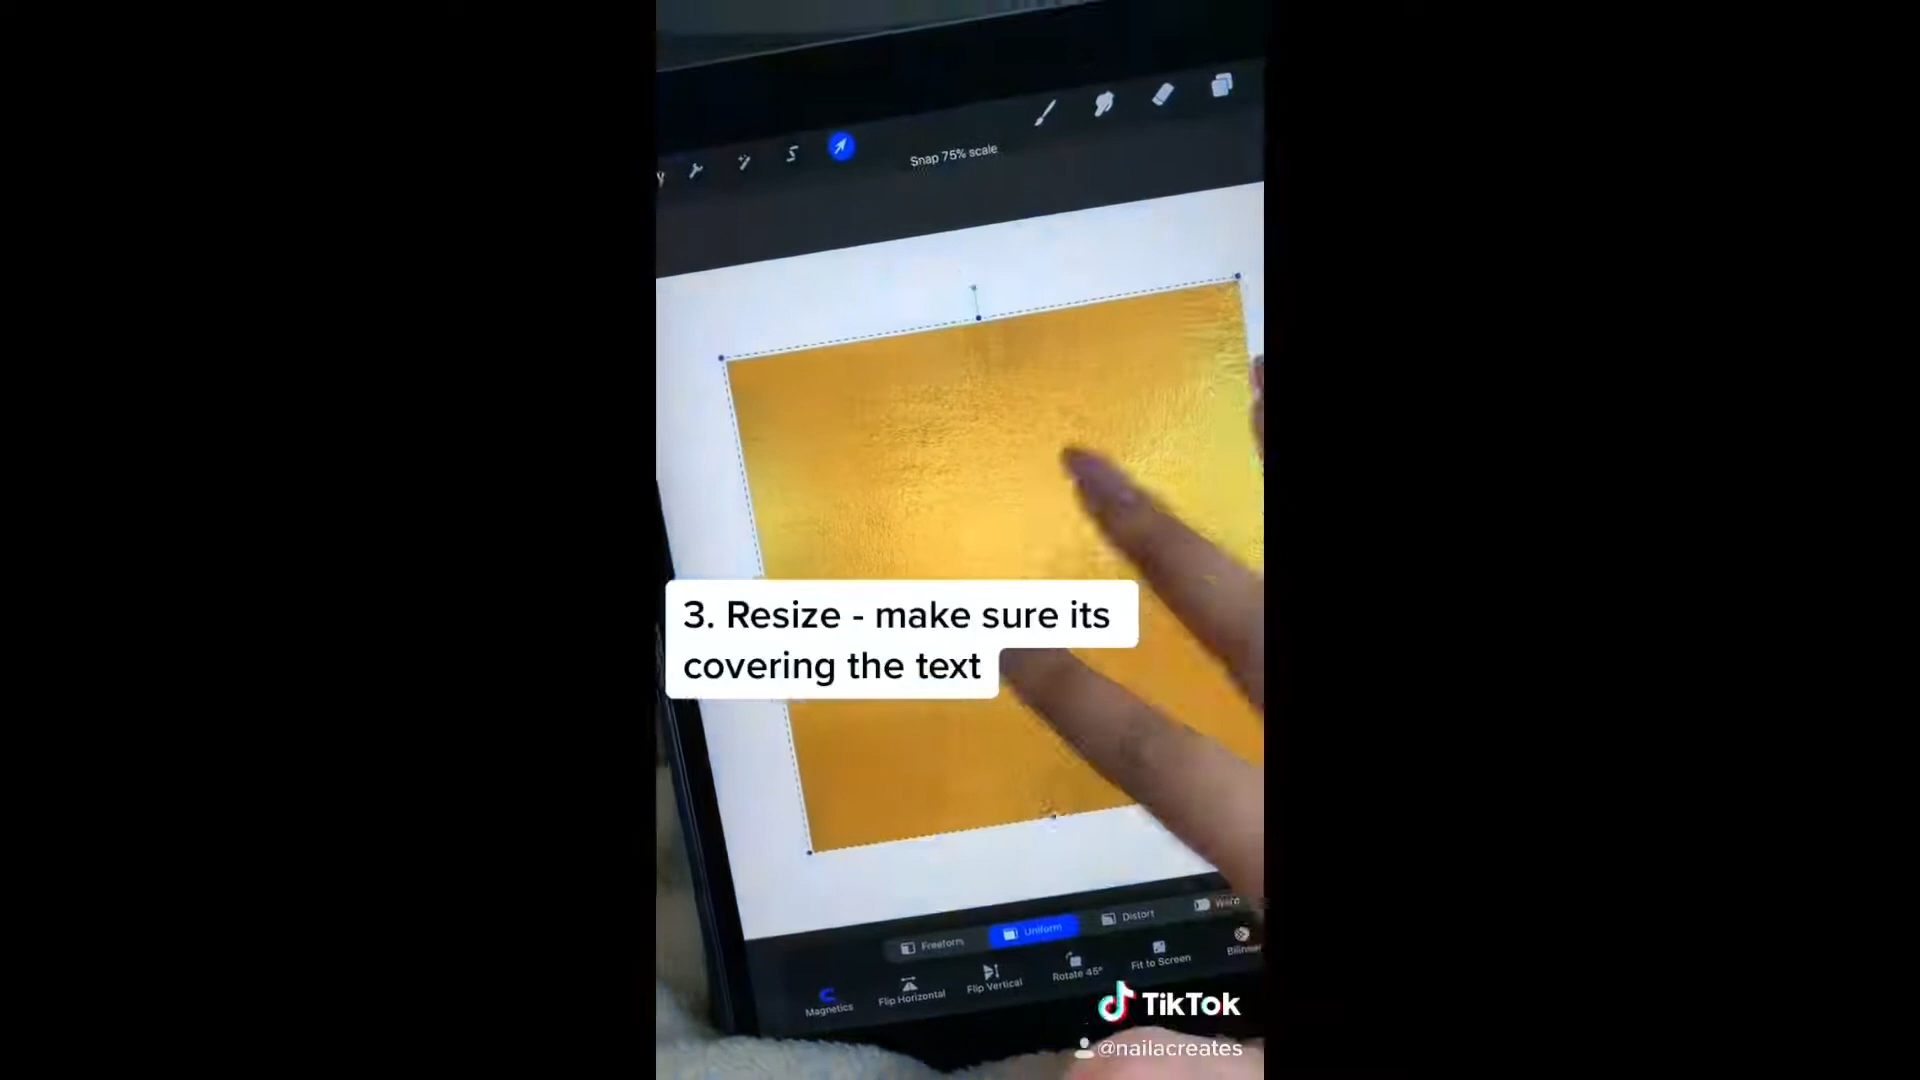 Snap 75% scale
3. Resize - make sure its
covering the text
Freeform
Uniform
Distort
Warp
Magnetics
Flip Horizontal
Flip Vertical
Rotate 45°
Fit to Screen
TikTok
@nailacreates